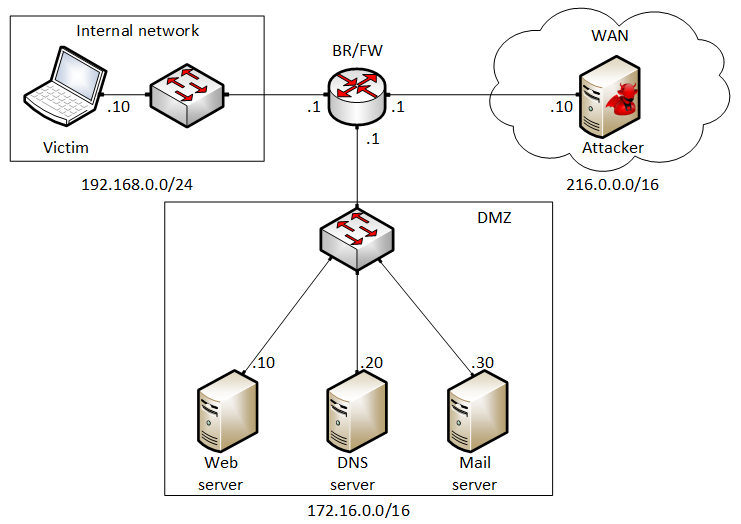 Internal network
BR/FW
WAN
.10
.1
.1
.10
.1
Victim
Attacker
192.168.0.0/24
216.0.0.0/16
DMZ
.10
.20
.30
Web
server
DNS
server
Mail
server
172.16.0.0/16